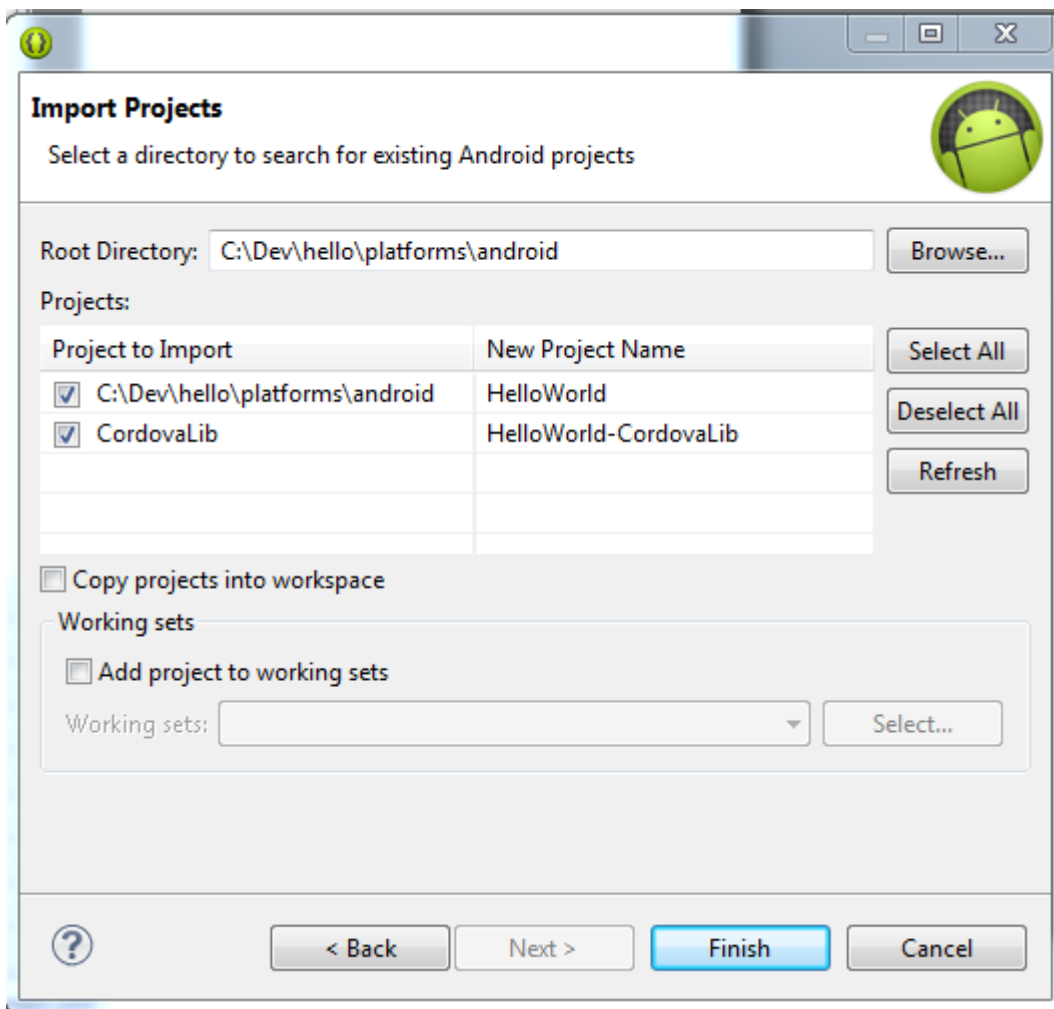 Import Projects
Select a directory to search for existing Android projects
Root Directory: C:\Dev\hello\platforms\android Browse...
Projects:
Project to Import New Project Name Select All
C:\Dev\hello\platforms\android HelloWorld
Deselect All
CordovaLib HelloWorld-CordovaLib
Refresh
Copy projects into workspace
Working sets
Add project to working sets
Working sets: Select...
? < Back Next > Finish Cancel